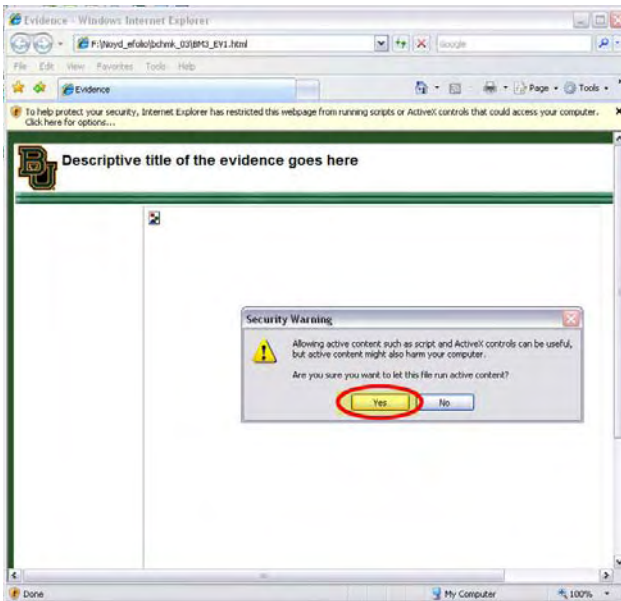 Evidence - Windows Internet Explorer
F:\Noyd_efolio\bchmk_03\BM3_EV1.html
Google
File Edit View Favorites Tools Help
Evidence
Page Tools
To help protect your security, Internet Explorer has restricted this webpage from running scripts or ActiveX controls that could access your computer.
Click here for options...
BU Descriptive title of the evidence goes here
Security Warning
Allowing active content such as script and ActiveX controls can be useful,
but active content might also harm your computer.
Are you sure you want to let this file run active content?
Yes No
Done My Computer 100%